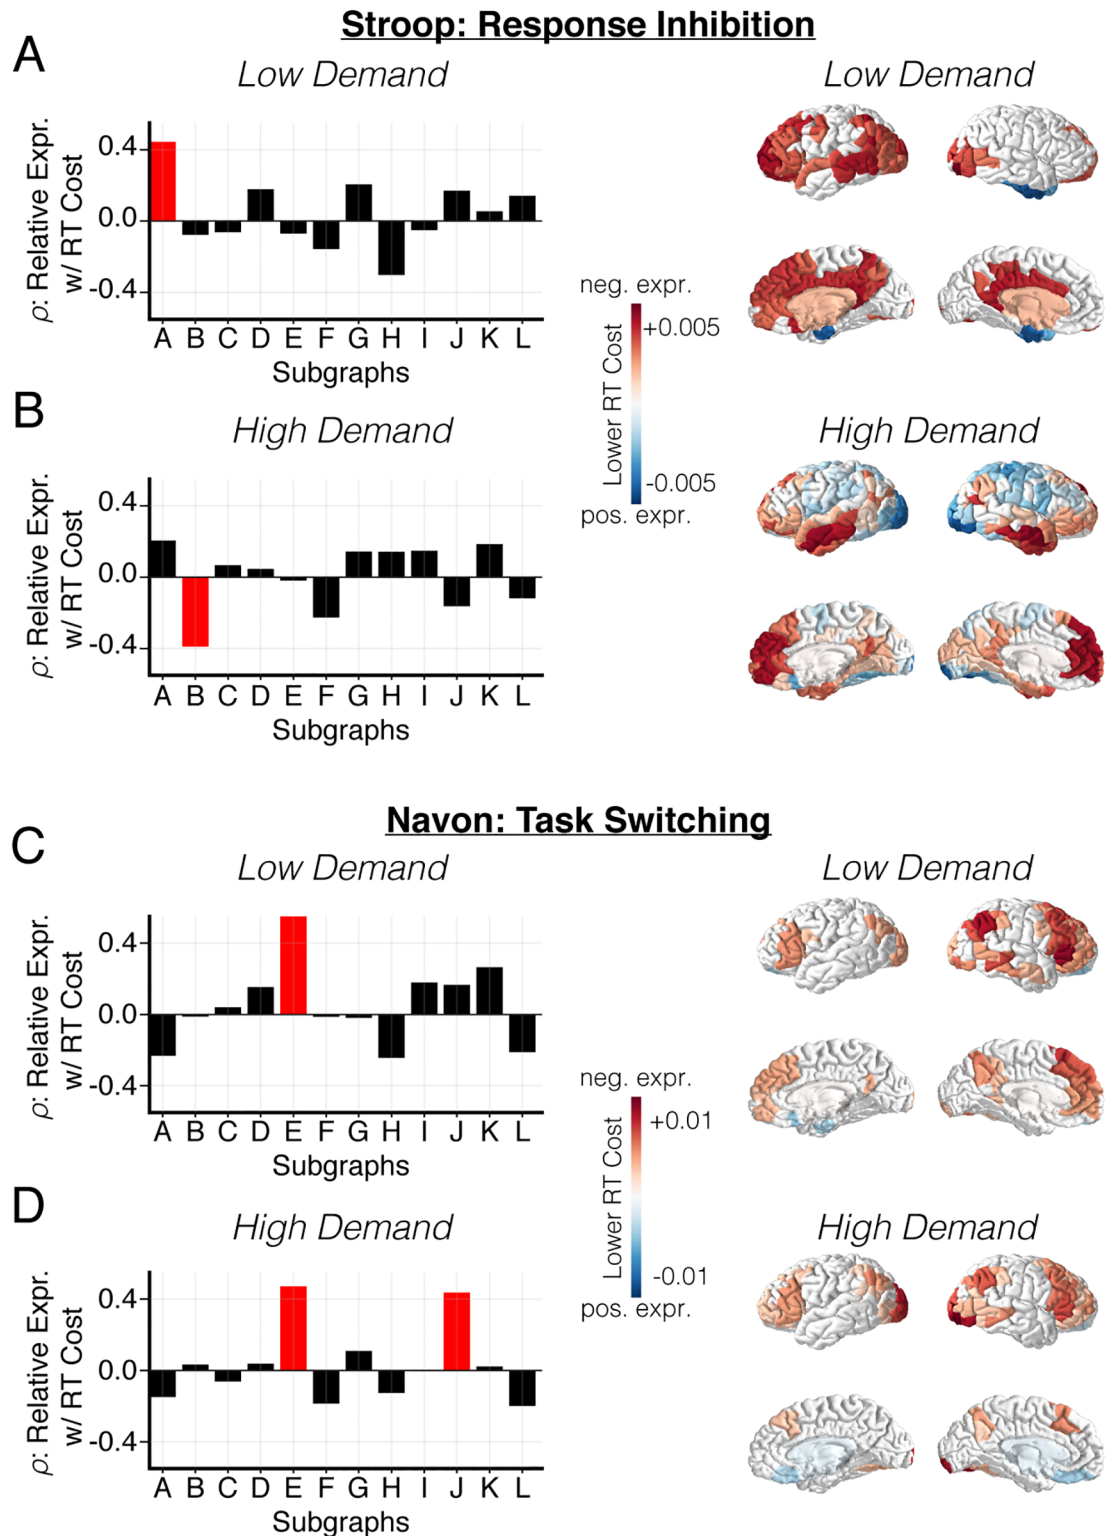 Stroop: Response Inhibition
A
Low Demand
Low Demand
ρ: Relative Expr.
w/ RT Cost
0.4
0.0
-0.4
A B C D E F G H I J K L
Subgraphs
neg. expr.
+0.005
Lower RT Cost
-0.005
pos. expr.
B
High Demand
High Demand
ρ: Relative Expr.
w/ RT Cost
0.4
0.0
-0.4
A B C D E F G H I J K L
Subgraphs
Navon: Task Switching
C
Low Demand
Low Demand
ρ: Relative Expr.
w/ RT Cost
0.4
0.0
-0.4
A B C D E F G H I J K L
Subgraphs
neg. expr.
+0.01
Lower RT Cost
-0.01
pos. expr.
D
High Demand
High Demand
ρ: Relative Expr.
w/ RT Cost
0.4
0.0
-0.4
A B C D E F G H I J K L
Subgraphs